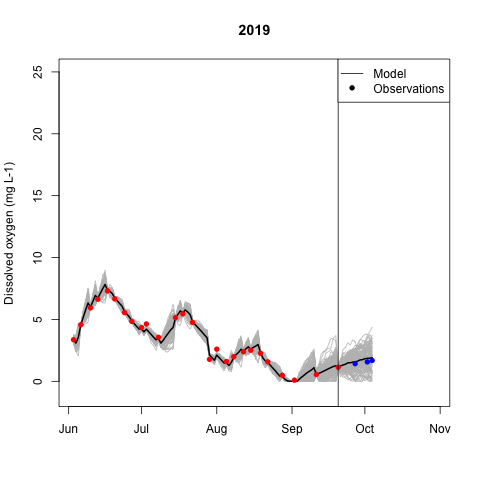 2019
Model
Observations
Dissolved oxygen (mg L-1)
25
20
15
10
5
0
Jun Jul Aug Sep Oct Nov